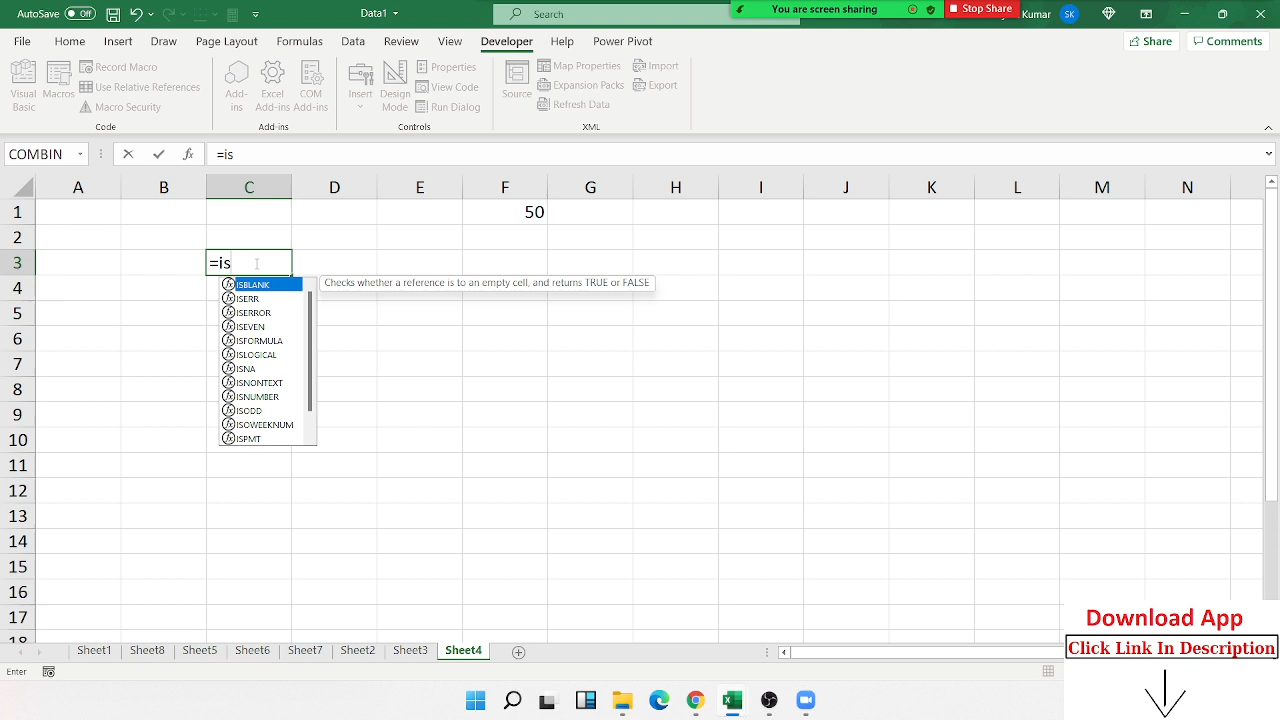 AutoSave Off Data1 Search You are screen sharing Stop Share Kumar SK
File Home Insert Draw Page Layout Formulas Data Review View Developer Help Power Pivot Share Comments
Visual Basic Macros Record Macro Use Relative References Macro Security
Add-ins Excel Add-ins COM Add-ins
Insert Design Mode Properties View Code Run Dialog
Source Map Properties Expansion Packs Refresh Data Import Export
Code Add-ins Controls XML
COMBIN =is
A B C D E F G H I J K L M N
1 50
2
3 =is
4 ISBLANK Checks whether a reference is to an empty cell, and returns TRUE or FALSE
ISERR
5 ISERROR
ISEVEN
6 ISFORMULA
ISLOGICAL
7 ISNA
8 ISNONTEXT
9 ISNUMBER
ISODD
ISOWEEKNUM
10 ISPMT
11
12
13
14
15
16
17
18
Download App
Click Link In Description
Sheet1 Sheet8 Sheet5 Sheet6 Sheet7 Sheet2 Sheet3 Sheet4
Enter